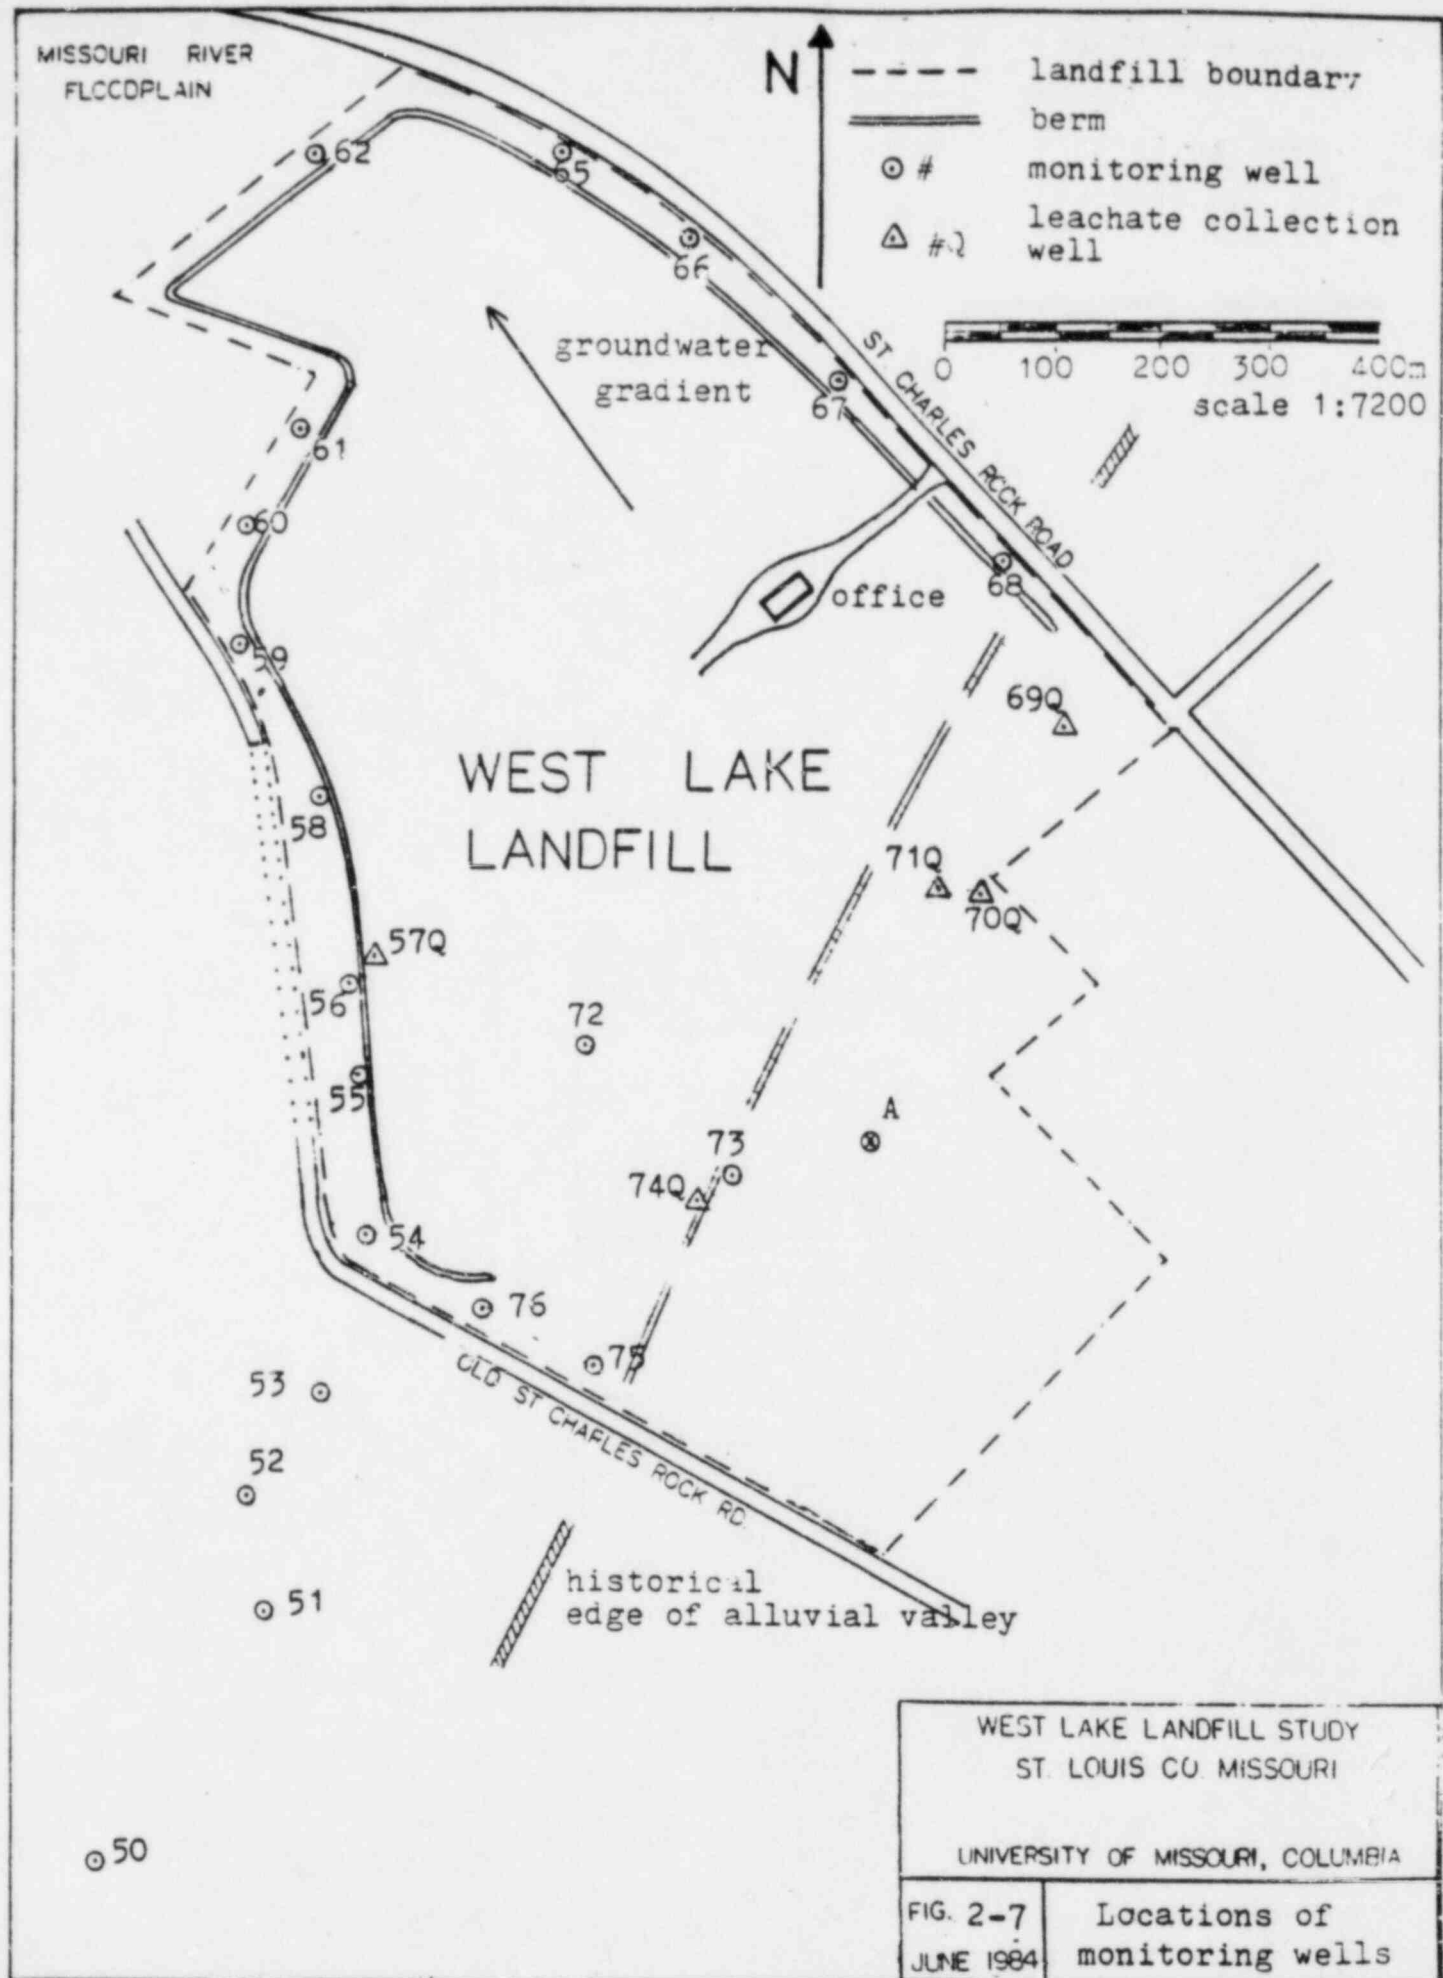 MISSOURI RIVER
FLOODPLAIN
N
landfill boundary
berm
# monitoring well
#Q leachate collection
well
0 100 200 300 400m
scale 1:7200
62
65
66
groundwater
gradient
67
ST. CHARLES ROCK ROAD
61
60
68
office
59
69Q
WEST LAKE
LANDFILL
58
71Q
70Q
57Q
56
72
55
A
73
74Q
54
76
75
OLD ST CHARLES ROCK RD.
53
52
51
historical
edge of alluvial valley
50
WEST LAKE LANDFILL STUDY
ST. LOUIS CO. MISSOURI
UNIVERSITY OF MISSOURI, COLUMBIA
FIG. 2-7
JUNE 1984
Locations of
monitoring wells